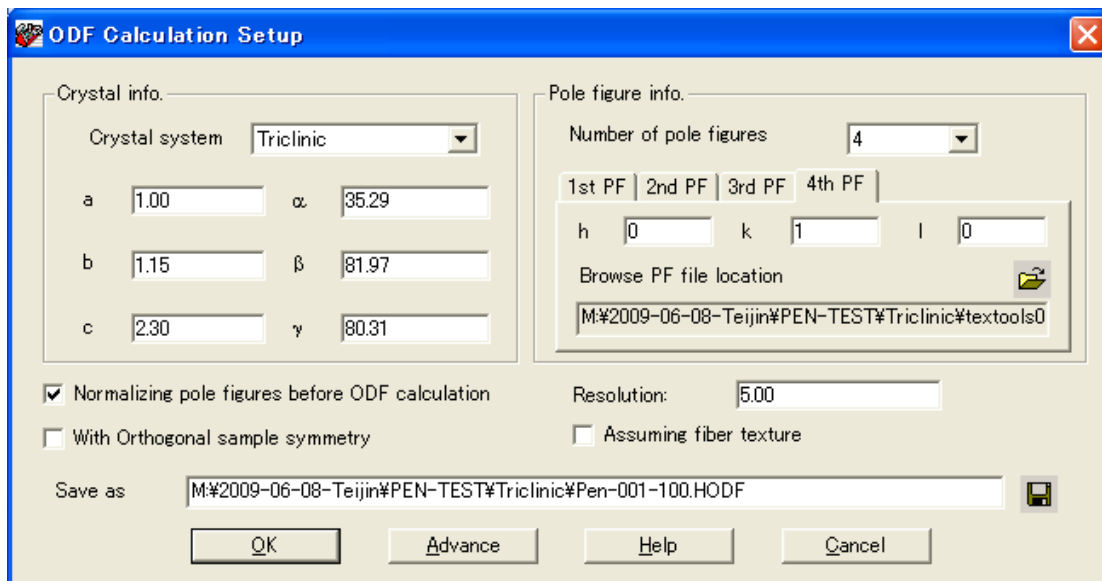 ODF Calculation Setup
Crystal info.
Crystal system Triclinic
a 1.00 α 35.29
b 1.15 β 81.97
c 2.30 γ 80.31
Pole figure info.
Number of pole figures 4
1st PF 2nd PF 3rd PF 4th PF
h 0 k 1 l 0
Browse PF file location
M:¥2009-06-08-Teijin¥PEN-TEST¥Triclinic¥textools0
Normalizing pole figures before ODF calculation
Resolution: 5.00
With Orthogonal sample symmetry
Assuming fiber texture
Save as M:¥2009-06-08-Teijin¥PEN-TEST¥Triclinic¥Pen-001-100.HODF
OK Advance Help Cancel